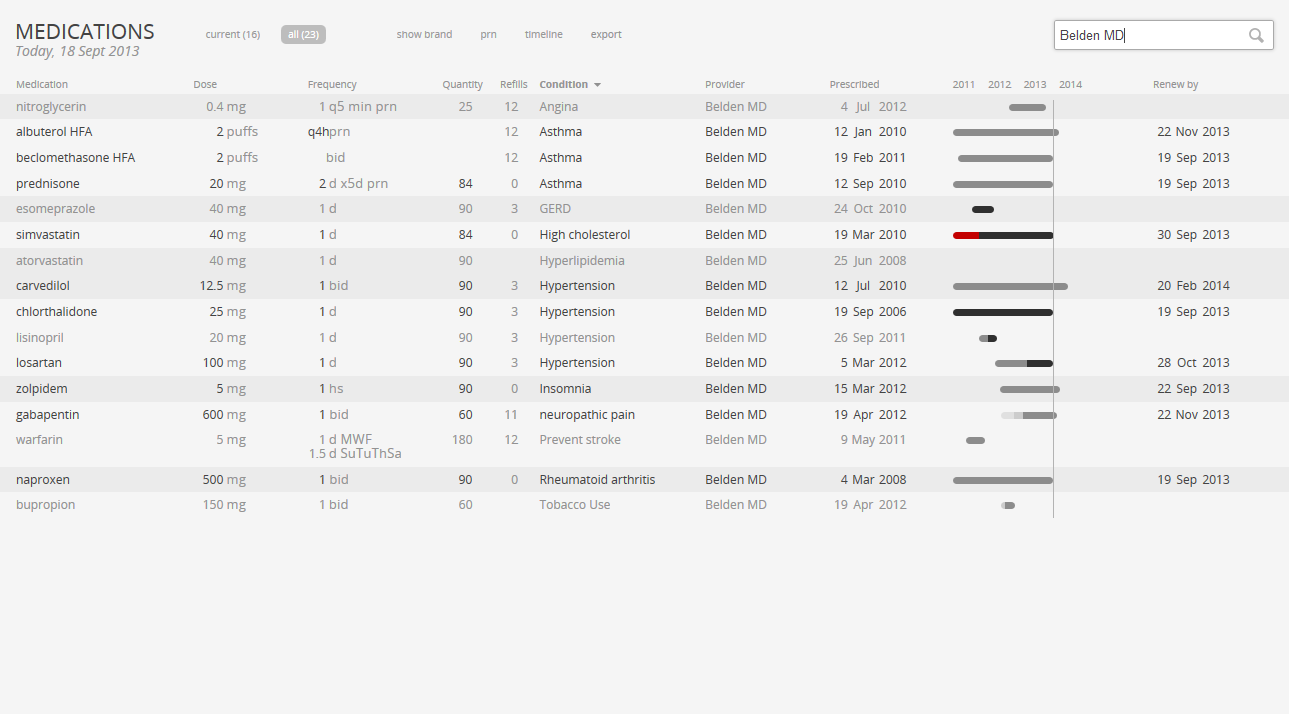 MEDICATIONS current (16) all (23) show brand prn timeline export Belden MD
Today, 18 Sept 2013
Medication Dose Frequency Quantity Refills Condition Provider Prescribed 2011 2012 2013 2014 Renew by
nitroglycerin 0.4 mg 1 q5 min prn 25 12 Angina Belden MD 4 Jul 2012
albuterol HFA 2 puffs q4hprn 12 Asthma Belden MD 12 Jan 2010 22 Nov 2013
beclomethasone HFA 2 puffs bid 12 Asthma Belden MD 19 Feb 2011 19 Sep 2013
prednisone 20 mg 2 d x5d prn 84 0 Asthma Belden MD 12 Sep 2010 19 Sep 2013
esomeprazole 40 mg 1 d 90 3 GERD Belden MD 24 Oct 2010
simvastatin 40 mg 1 d 84 0 High cholesterol Belden MD 19 Mar 2010 30 Sep 2013
atorvastatin 40 mg 1 d 90 Hyperlipidemia Belden MD 25 Jun 2008
carvedilol 12.5 mg 1 bid 90 3 Hypertension Belden MD 12 Jul 2010 20 Feb 2014
chlorthalidone 25 mg 1 d 90 3 Hypertension Belden MD 19 Sep 2006 19 Sep 2013
lisinopril 20 mg 1 d 90 3 Hypertension Belden MD 26 Sep 2011
losartan 100 mg 1 d 90 3 Hypertension Belden MD 5 Mar 2012 28 Oct 2013
zolpidem 5 mg 1 hs 90 0 Insomnia Belden MD 15 Mar 2012 22 Sep 2013
gabapentin 600 mg 1 bid 60 11 neuropathic pain Belden MD 19 Apr 2012 22 Nov 2013
warfarin 5 mg 1 d MWF 180 12 Prevent stroke Belden MD 9 May 2011
1.5 d SuTuThSa
naproxen 500 mg 1 bid 90 0 Rheumatoid arthritis Belden MD 4 Mar 2008 19 Sep 2013
bupropion 150 mg 1 bid 60 Tobacco Use Belden MD 19 Apr 2012